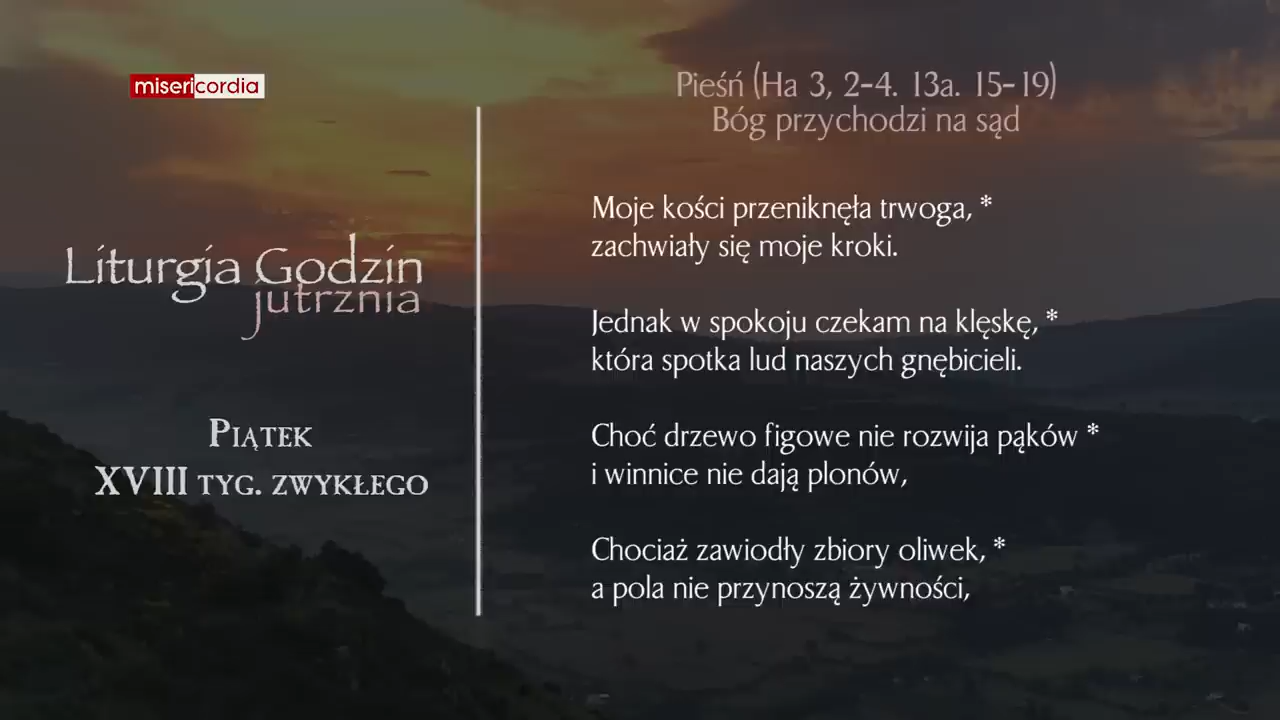 misericordia
Liturgia Godzin
jutrznia
Piątek
XVIII tyg. zwykłego
Pieśń (Ha 3, 2-4. 13a. 15-19)
Bóg przychodzi na sąd
Moje kości przeniknęła trwoga, *
zachwiały się moje kroki.
Jednak w spokoju czekam na klęskę, *
która spotka lud naszych gnębicieli.
Choć drzewo figowe nie rozwija pąków *
i winnice nie dają plonów,
Chociaż zawiodły zbiory oliwek, *
a pola nie przynoszą żywności,